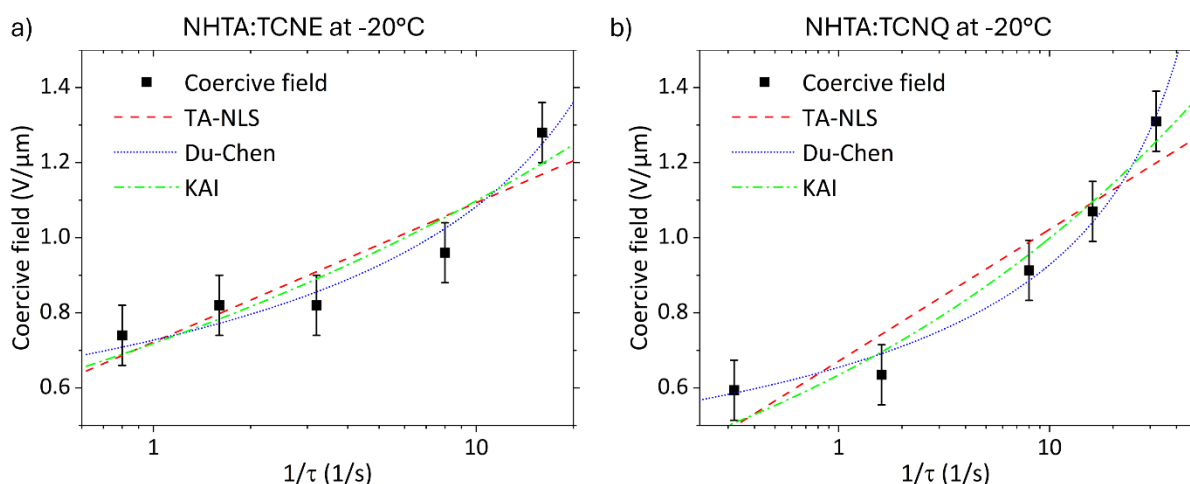 a) NHTA:TCNE at -20°C
Coercive field (V/μm)
1.4
1.2
1.0
0.8
0.6
Coercive field
TA-NLS
Du-Chen
KAI
1
10
1/τ (1/s)
b) NHTA:TCNQ at -20°C
Coercive field (V/μm)
1.4
1.2
1.0
0.8
0.6
Coercive field
TA-NLS
Du-Chen
KAI
1
10
1/τ (1/s)